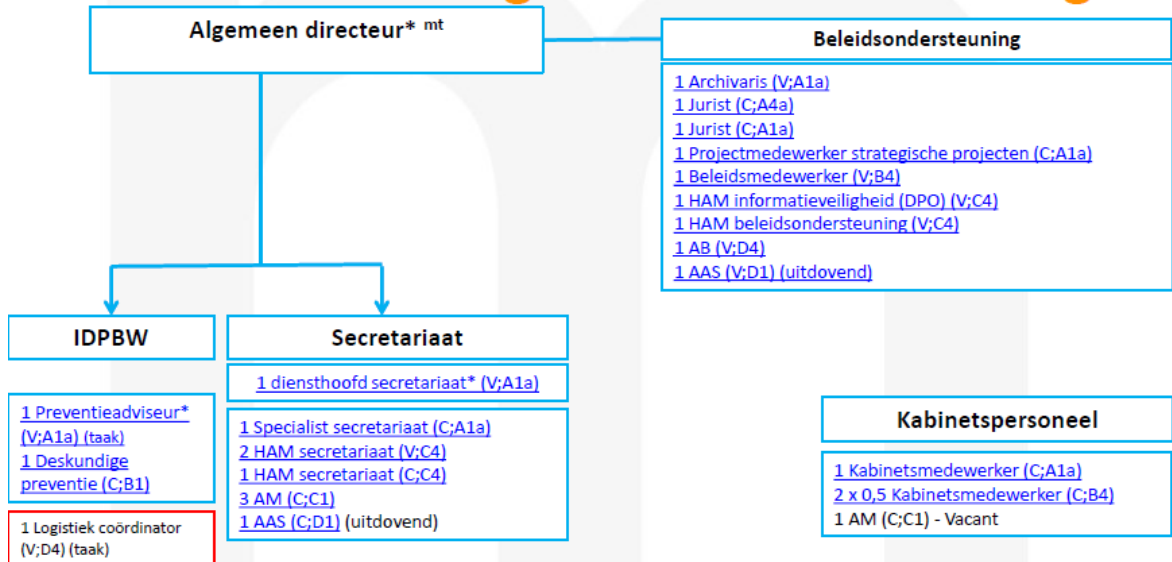 Algemeen directeur* mt
Beleidsondersteuning
1 Archivaris (V;A1a)
1 Jurist (C;A4a)
1 Jurist (C;A1a)
1 Projectmedewerker strategische projecten (C;A1a)
1 Beleidsmedewerker (V;B4)
1 HAM informatieveiligheid (DPO) (V;C4)
1 HAM beleidsondersteuning (V;C4)
1 AB (V;D4)
1 AAS (V;D1) (uitdovend)
IDPBW
1 Preventieadviseur*
(V;A1a) (taak)
1 Deskundige
preventie (C;B1)
1 Logistiek coördinator
(V;D4) (taak)
Secretariaat
1 diensthoofd secretariaat* (V;A1a)
1 Specialist secretariaat (C;A1a)
2 HAM secretariaat (V;C4)
1 HAM secretariaat (C;C4)
3 AM (C;C1)
1 AAS (C;D1) (uitdovend)
Kabinetspersoneel
1 Kabinetsmedewerker (C;A1a)
2 x 0,5 Kabinetsmedewerker (C;B4)
1 AM (C;C1) - Vacant